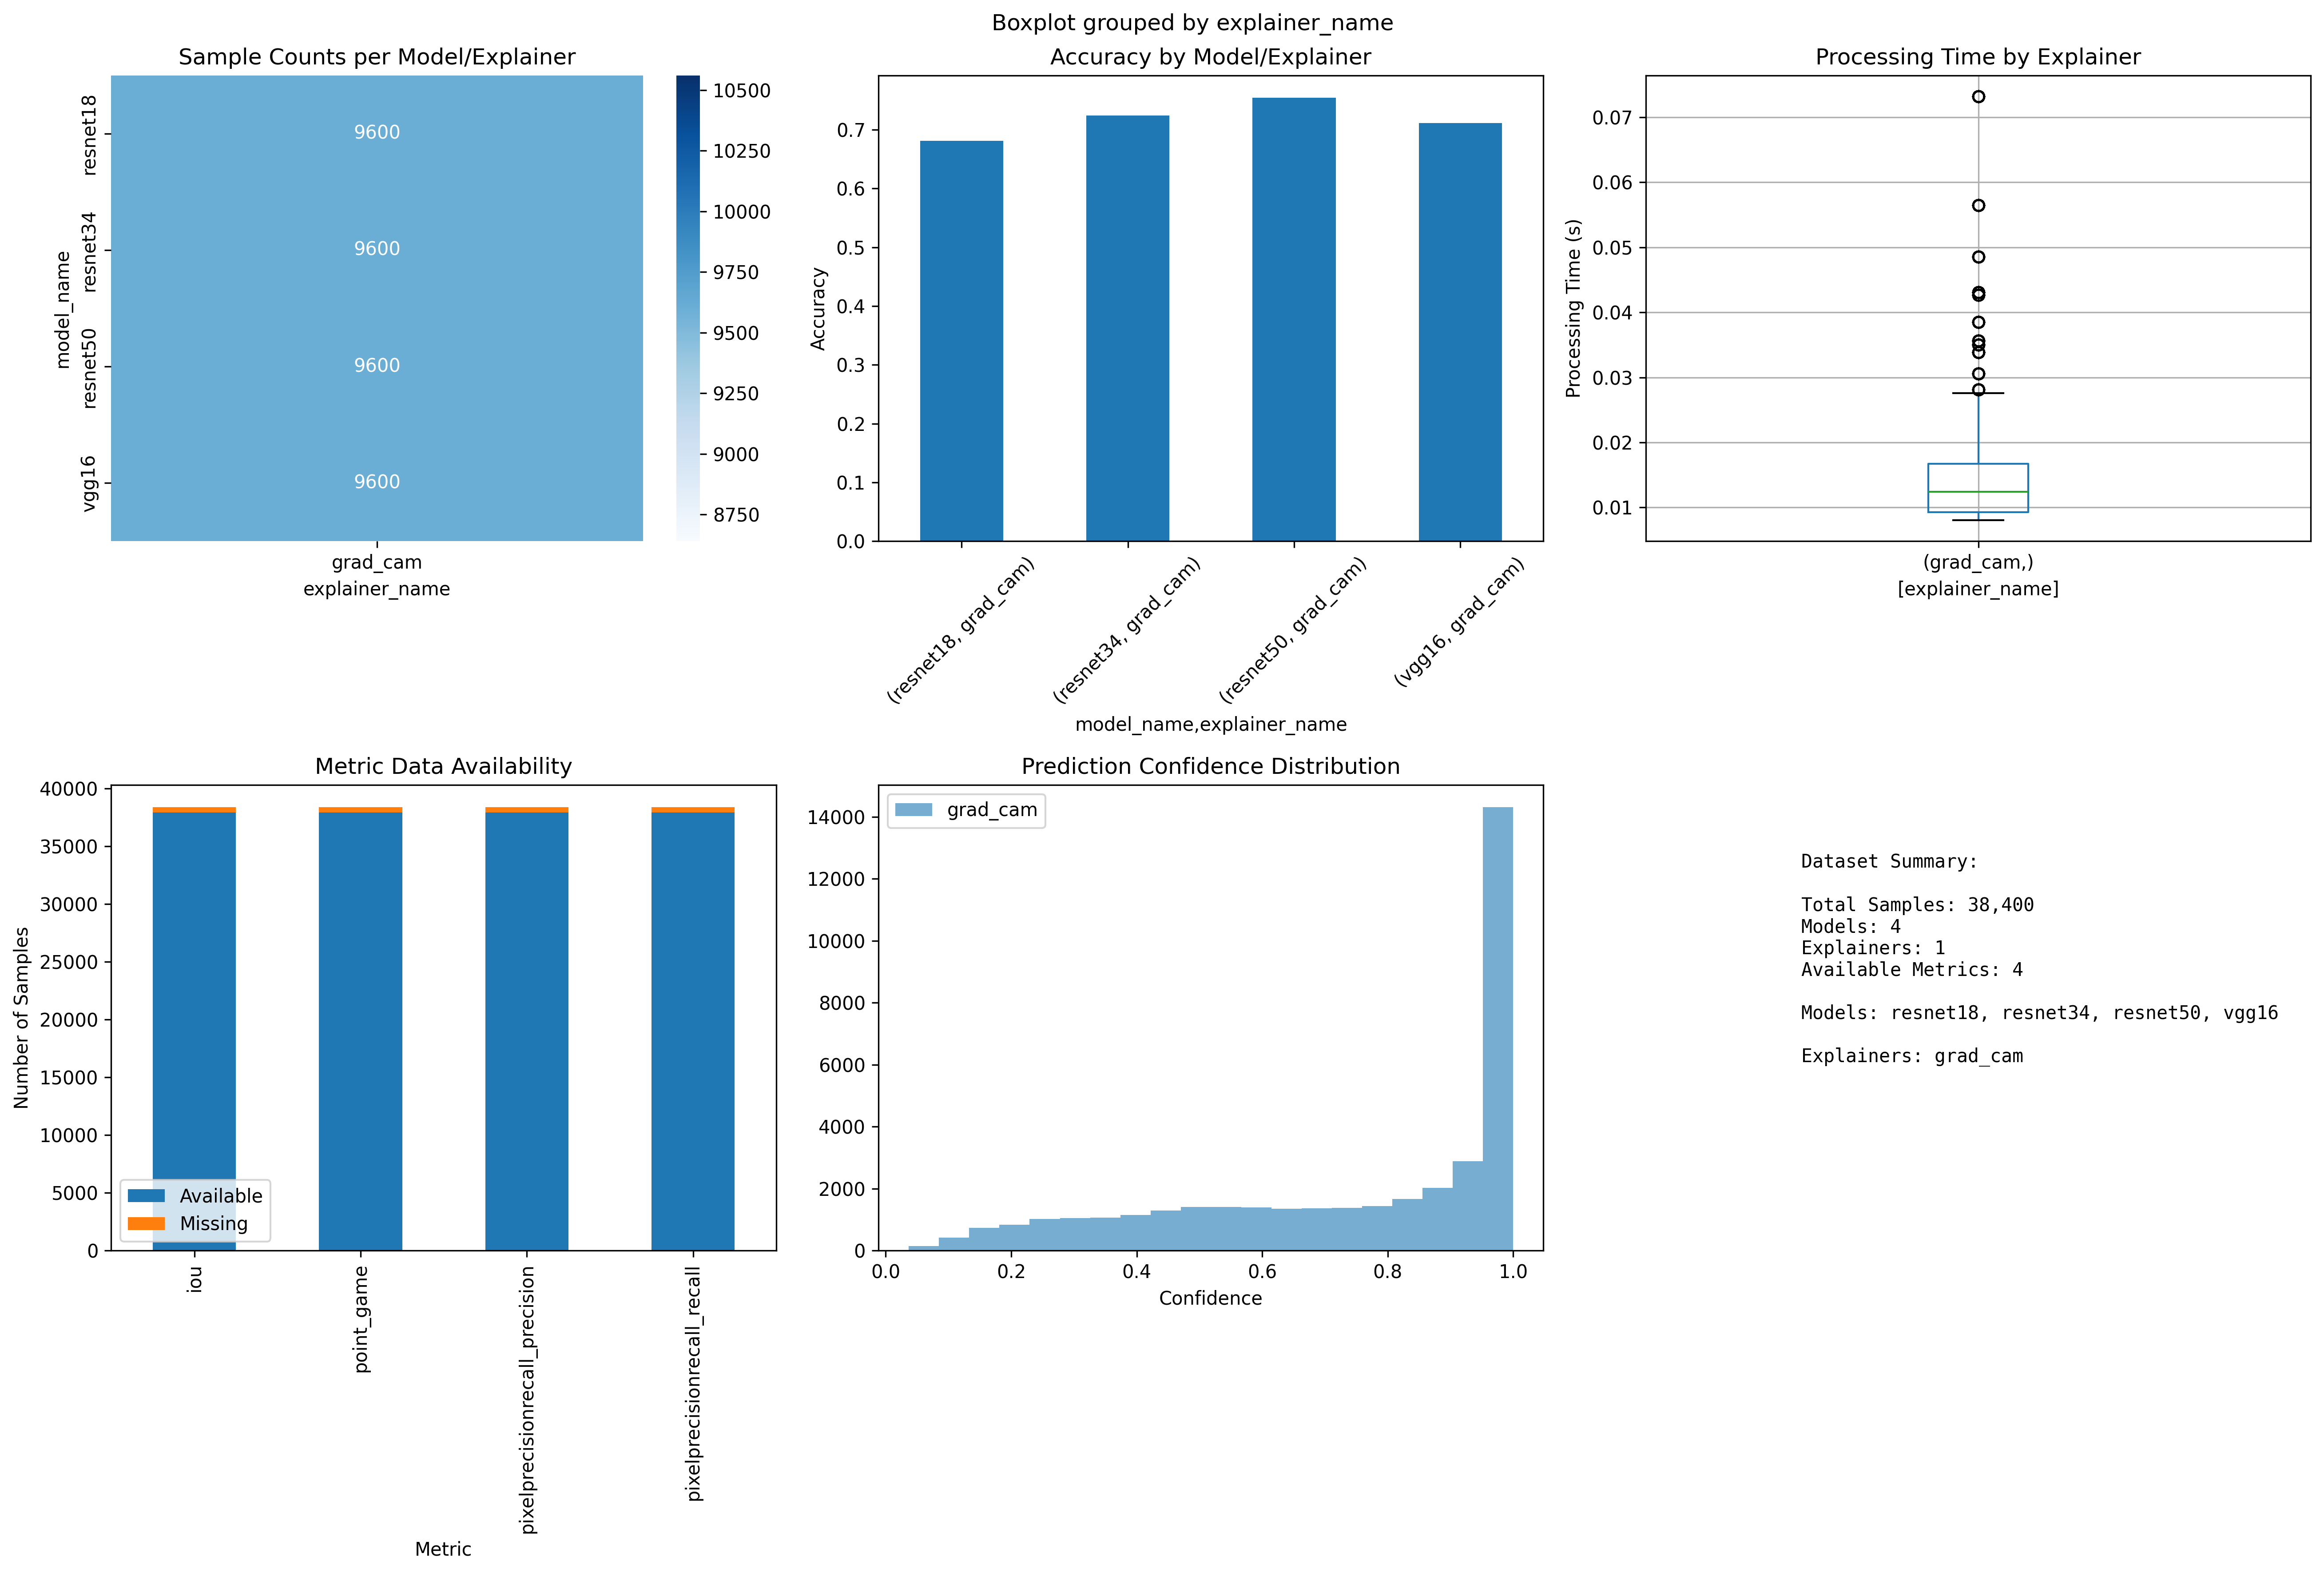 Boxplot grouped by explainer_name
Sample Counts per Model/Explainer
model_name
resnet18
resnet34
resnet50
vgg16
9600
9600
9600
9600
grad_cam
explainer_name
10500
10250
10000
9750
9500
9250
9000
8750
Accuracy by Model/Explainer
Accuracy
0.7
0.6
0.5
0.4
0.3
0.2
0.1
0.0
(resnet18, grad_cam)
(resnet34, grad_cam)
(resnet50, grad_cam)
(vgg16, grad_cam)
model_name,explainer_name
Processing Time by Explainer
Processing Time (s)
0.07
0.06
0.05
0.04
0.03
0.02
0.01
(grad_cam,)
[explainer_name]
Metric Data Availability
Number of Samples
40000
35000
30000
25000
20000
15000
10000
5000
0
Available
Missing
iou
point_game
pixelprecisionrecall_precision
pixelprecisionrecall_recall
Metric
Prediction Confidence Distribution
grad_cam
14000
12000
10000
8000
6000
4000
2000
0
0.0
0.2
0.4
0.6
0.8
1.0
Confidence
Dataset Summary:
Total Samples: 38,400
Models: 4
Explainers: 1
Available Metrics: 4
Models: resnet18, resnet34, resnet50, vgg16
Explainers: grad_cam